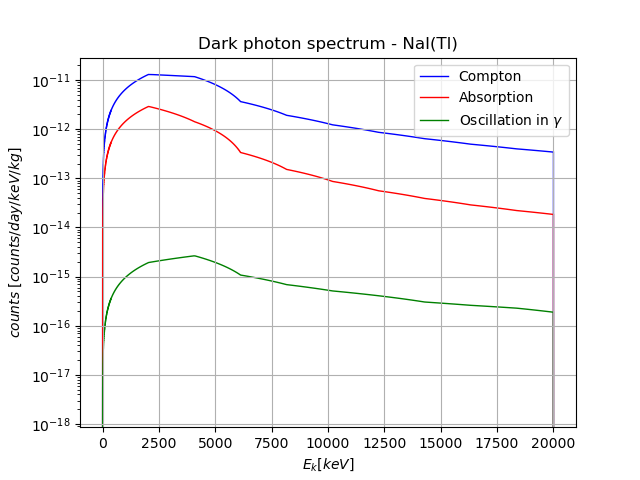 Dark photon spectrum - NaI(Tl)
Compton
Absorption
Oscillation in γ
counts [counts/day/keV/kg]
10⁻¹¹
10⁻¹²
10⁻¹³
10⁻¹⁴
10⁻¹⁵
10⁻¹⁶
10⁻¹⁷
10⁻¹⁸
0 2500 5000 7500 10000 12500 15000 17500 20000
Eₖ[keV]